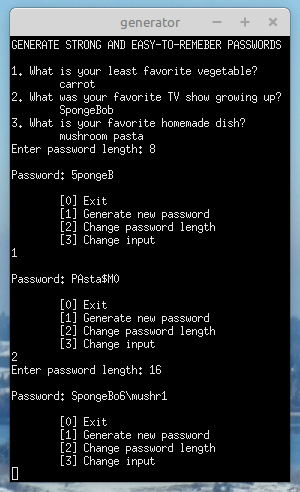 generator
GENERATE STRONG AND EASY-TO-REMEBER PASSWORDS
1. What is your least favorite vegetable?
carrot
2. What was your favorite TV show growing up?
SpongeBob
3. What is your favorite homemade dish?
mushroom pasta
Enter password length: 8
Password: 5pongeB
[0] Exit
[1] Generate new password
[2] Change password length
[3] Change input
1
Password: PAsta$M0
[0] Exit
[1] Generate new password
[2] Change password length
[3] Change input
2
Enter password length: 16
Password: SpongeBo6\mushr1
[0] Exit
[1] Generate new password
[2] Change password length
[3] Change input